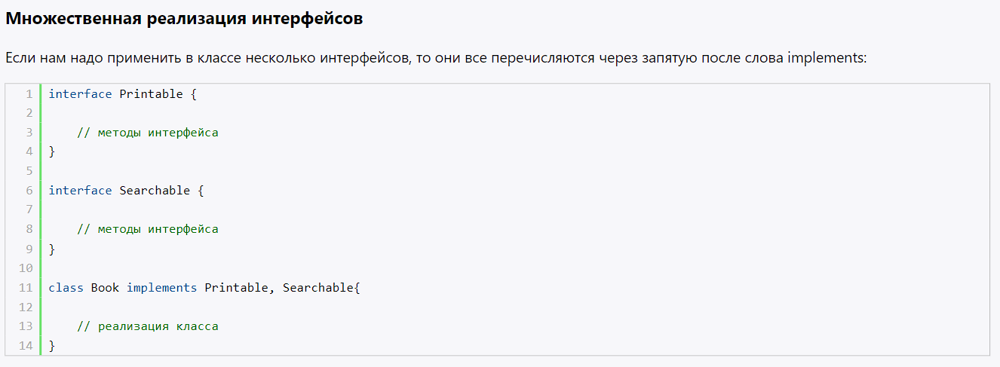 Множественная реализация интерфейсов
Если нам надо применить в классе несколько интерфейсов, то они все перечисляются через запятую после слова implements:
1 interface Printable {
2
3     // методы интерфейса
4 }
5
6 interface Searchable {
7
8     // методы интерфейса
9 }
10
11 class Book implements Printable, Searchable{
12
13     // реализация класса
14 }